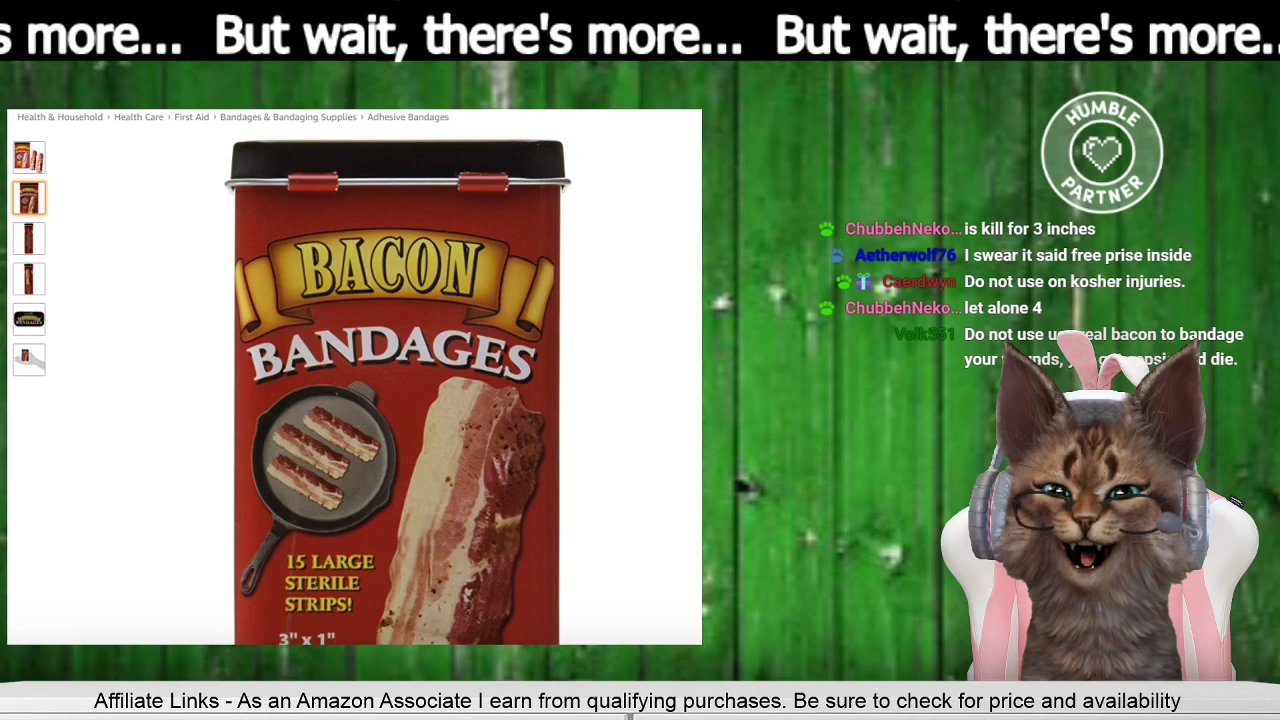 s more... But wait, there's more... But wait, there's more..
Health & Household › Health Care › First Aid › Bandages & Bandaging Supplies › Adhesive Bandages
BACON
BANDAGES
15 LARGE
STERILE
STRIPS!
3" x 1"
HUMBLE
PARTNER
ChubbehNeko... is kill for 3 inches
Aetherwolf76 I swear it said free prise inside
Caerdwyn Do not use on kosher injuries.
ChubbehNeko... let alone 4
Volk351 Do not use real bacon to bandage
your d die.
Affiliate Links - As an Amazon Associate I earn from qualifying purchases. Be sure to check for price and availability